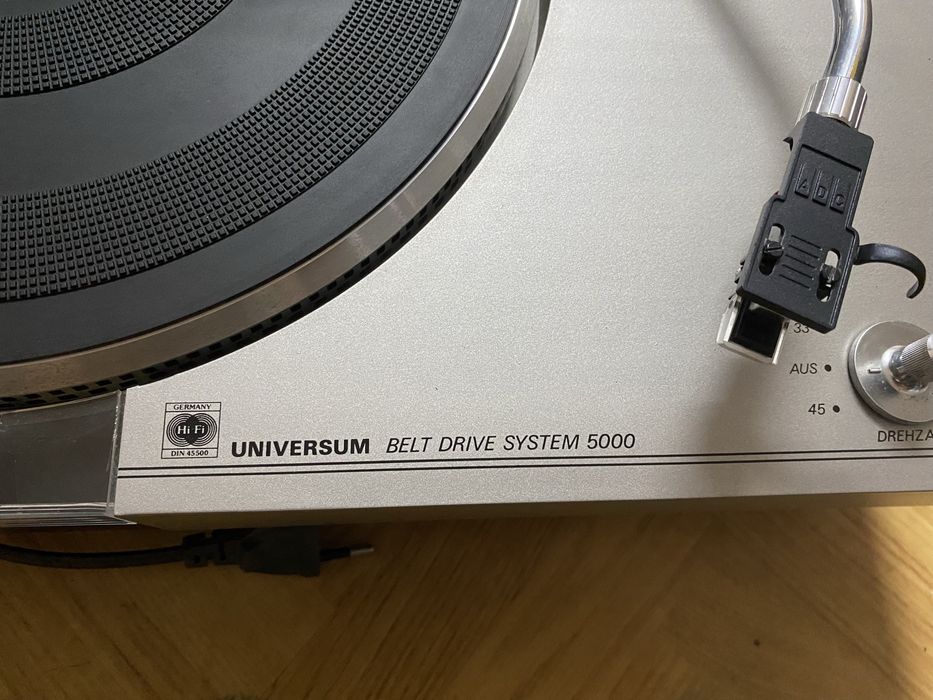 ADC
33
AUS
45
DREHZA
GERMANY
Hi Fi
DIN 45500
UNIVERSUM BELT DRIVE SYSTEM 5000